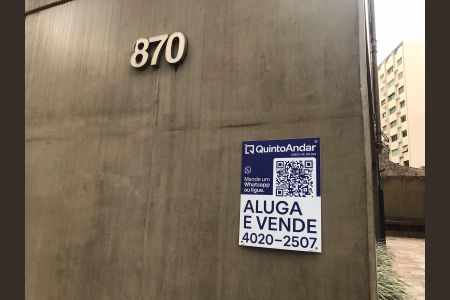 870
QuintoAndar
Mande um
Whatsapp
ou ligue.
ALUGA
E VENDE
4020-2507